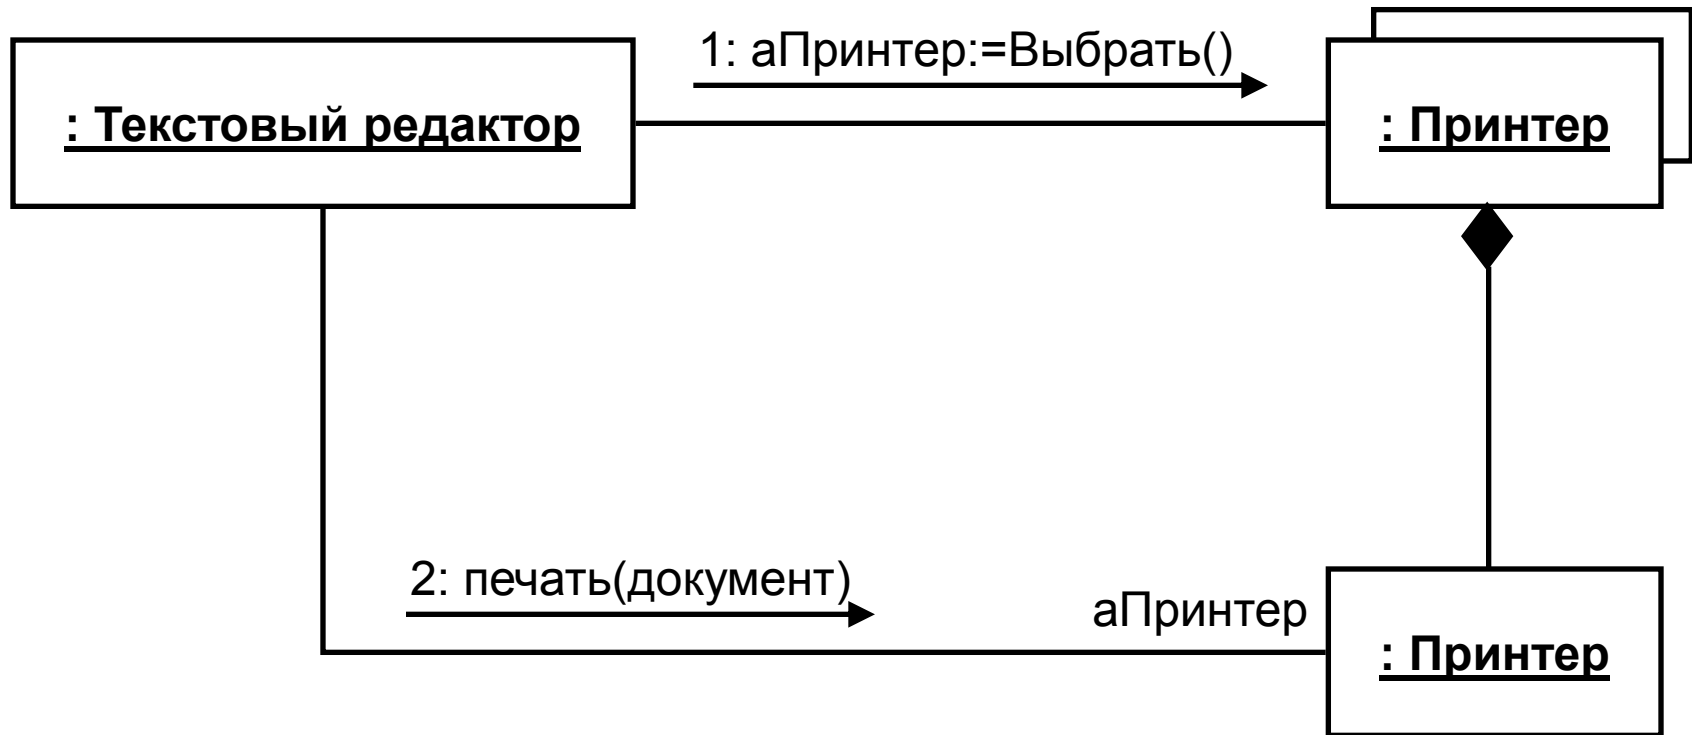 1: аПринтер:=Выбрать()
: Текстовый редактор
: Принтер
2: печать(документ)
аПринтер
: Принтер